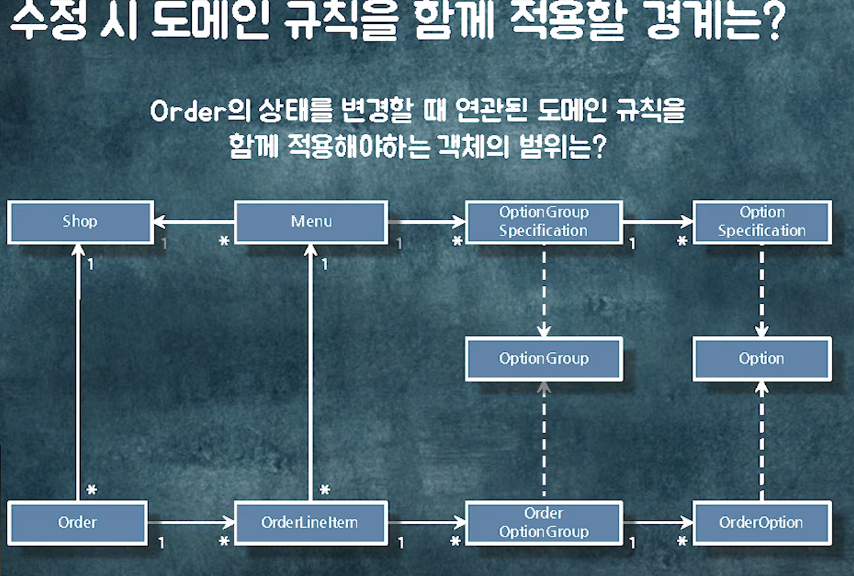 수정 시 도메인 규칙을 함께 적용할 경계는?
Order의 상태를 변경할 때 연관된 도메인 규칙을
함께 적용해야하는 객체의 범위는?
Shop
1
*
Menu
1
*
OptionGroup
Specification
1
*
Option
Specification
1
1
OptionGroup
Option
*
*
Order
1
*
OrderLineItem
1
*
Order
OptionGroup
1
*
OrderOption